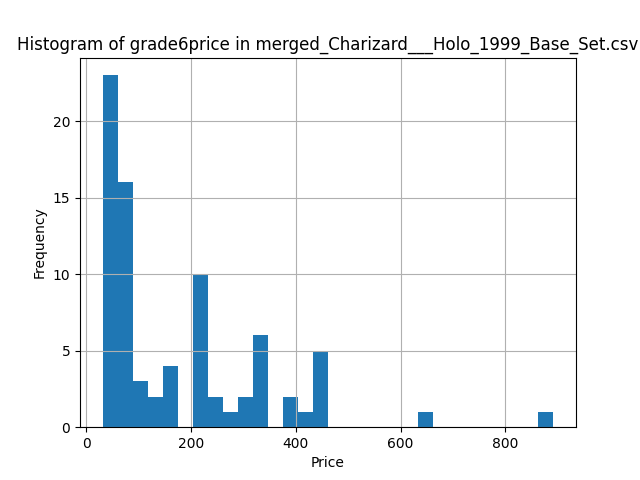 Histogram of grade6price in merged_Charizard___Holo_1999_Base_Set.csv
20
15
10
5
0
Frequency
0 200 400 600 800
Price